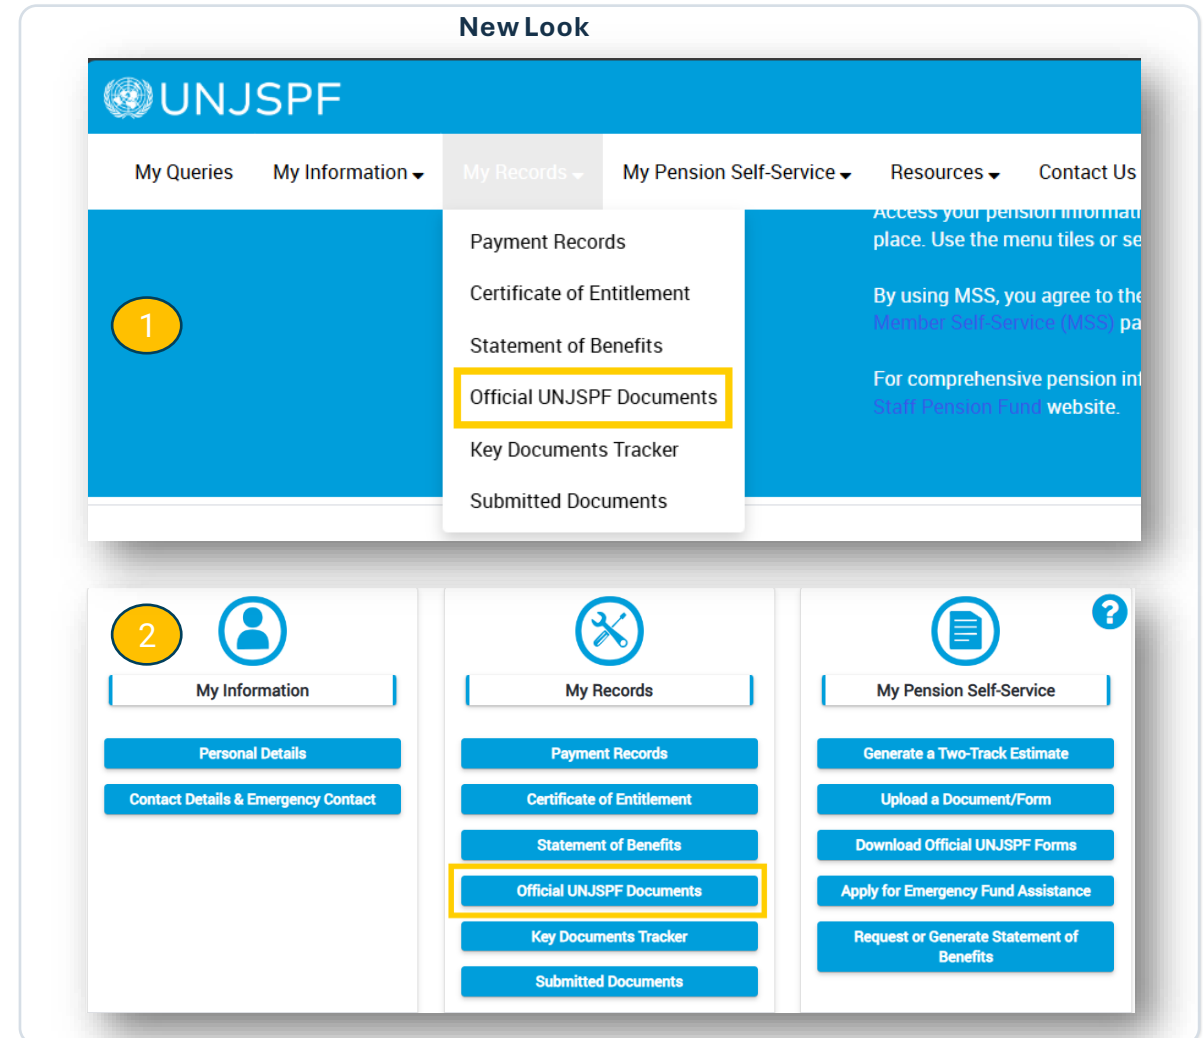 New Look
UNJSPF
My Queries My Information My Records My Pension Self-Service Resources Contact Us
Payment Records
Certificate of Entitlement
Statement of Benefits
Official UNJSPF Documents
Key Documents Tracker
Submitted Documents
Access your pension
place. Use the menu tiles or
By using MSS, you agree to the
Member Self-Service (MSS)
For comprehensive pension
Staff Pension Fund website.
1
2
My Information
Personal Details
Contact Details & Emergency Contact
My Records
Payment Records
Certificate of Entitlement
Statement of Benefits
Official UNJSPF Documents
Key Documents Tracker
Submitted Documents
?
My Pension Self-Service
Generate a Two-Track Estimate
Upload a Document/Form
Download Official UNJSPF Forms
Apply for Emergency Fund Assistance
Request or Generate Statement of
Benefits